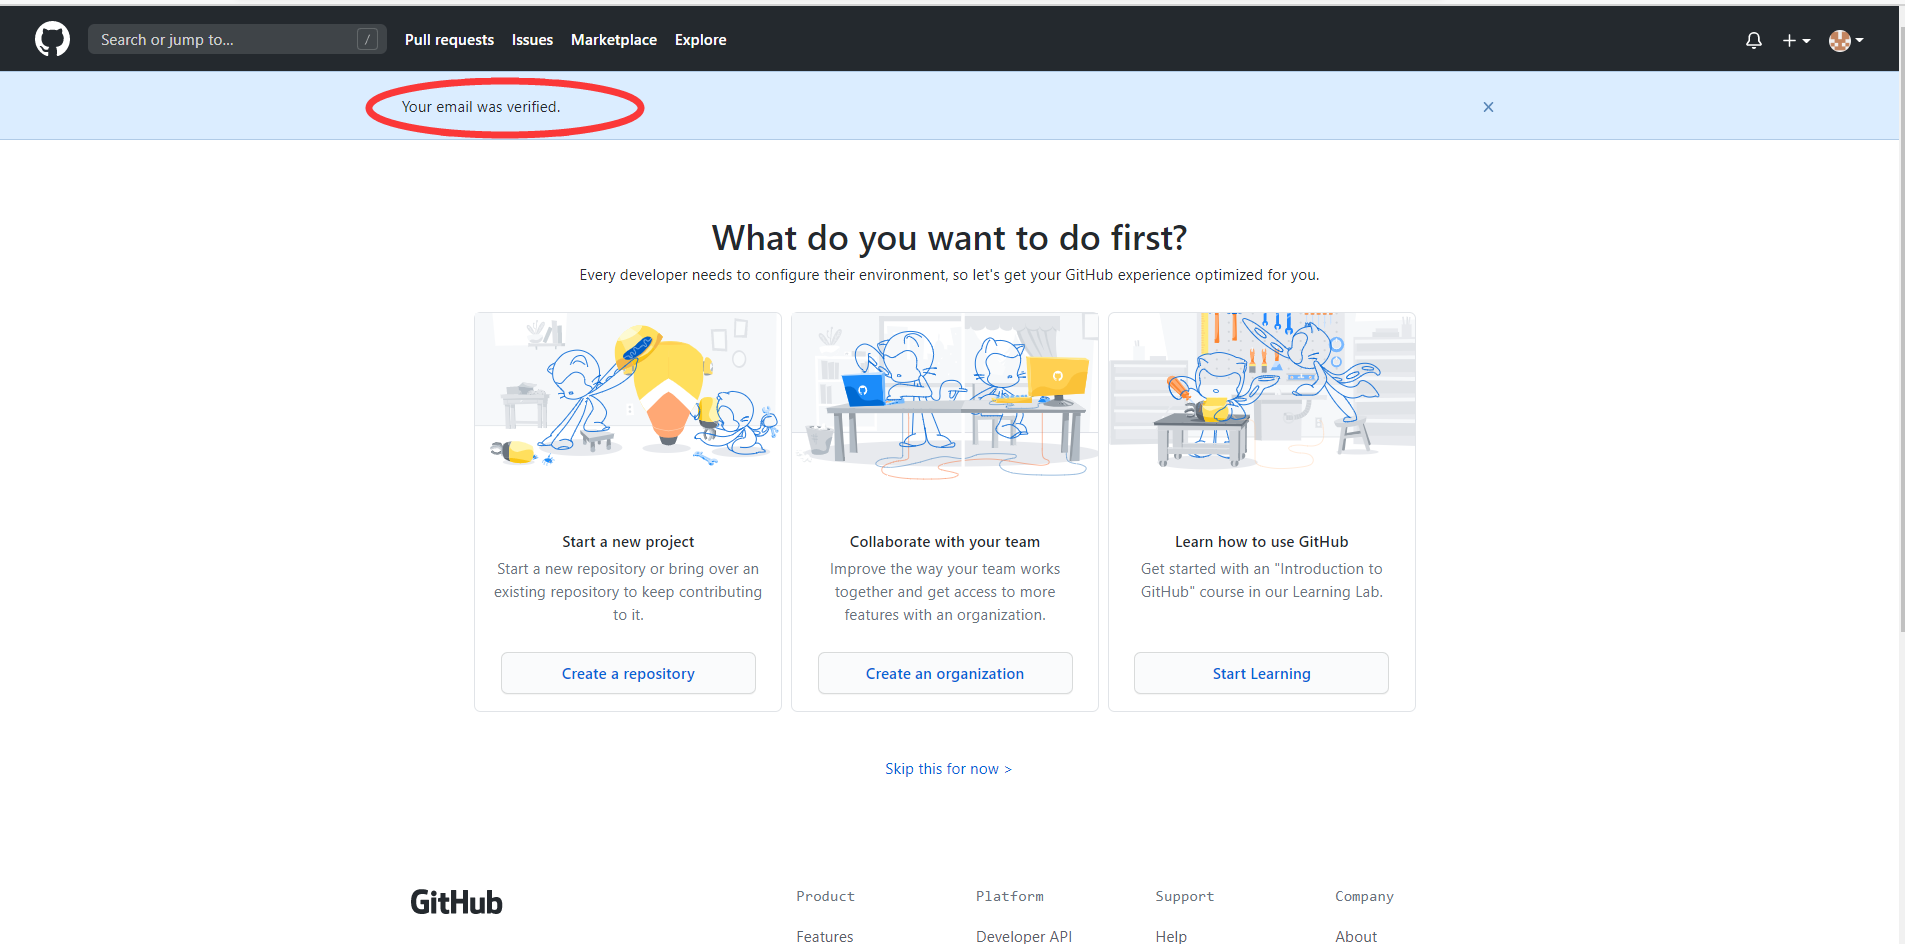 Search or jump to... /
Pull requests Issues Marketplace Explore
Your email was verified.
What do you want to do first?
Every developer needs to configure their environment, so let's get your GitHub experience optimized for you.
Start a new project
Start a new repository or bring over an
existing repository to keep contributing
to it.
Create a repository
Collaborate with your team
Improve the way your team works
together and get access to more
features with an organization.
Create an organization
Learn how to use GitHub
Get started with an "Introduction to
GitHub" course in our Learning Lab.
Start Learning
Skip this for now >
GitHub
Product
Features
Platform
Developer API
Support
Help
Company
About